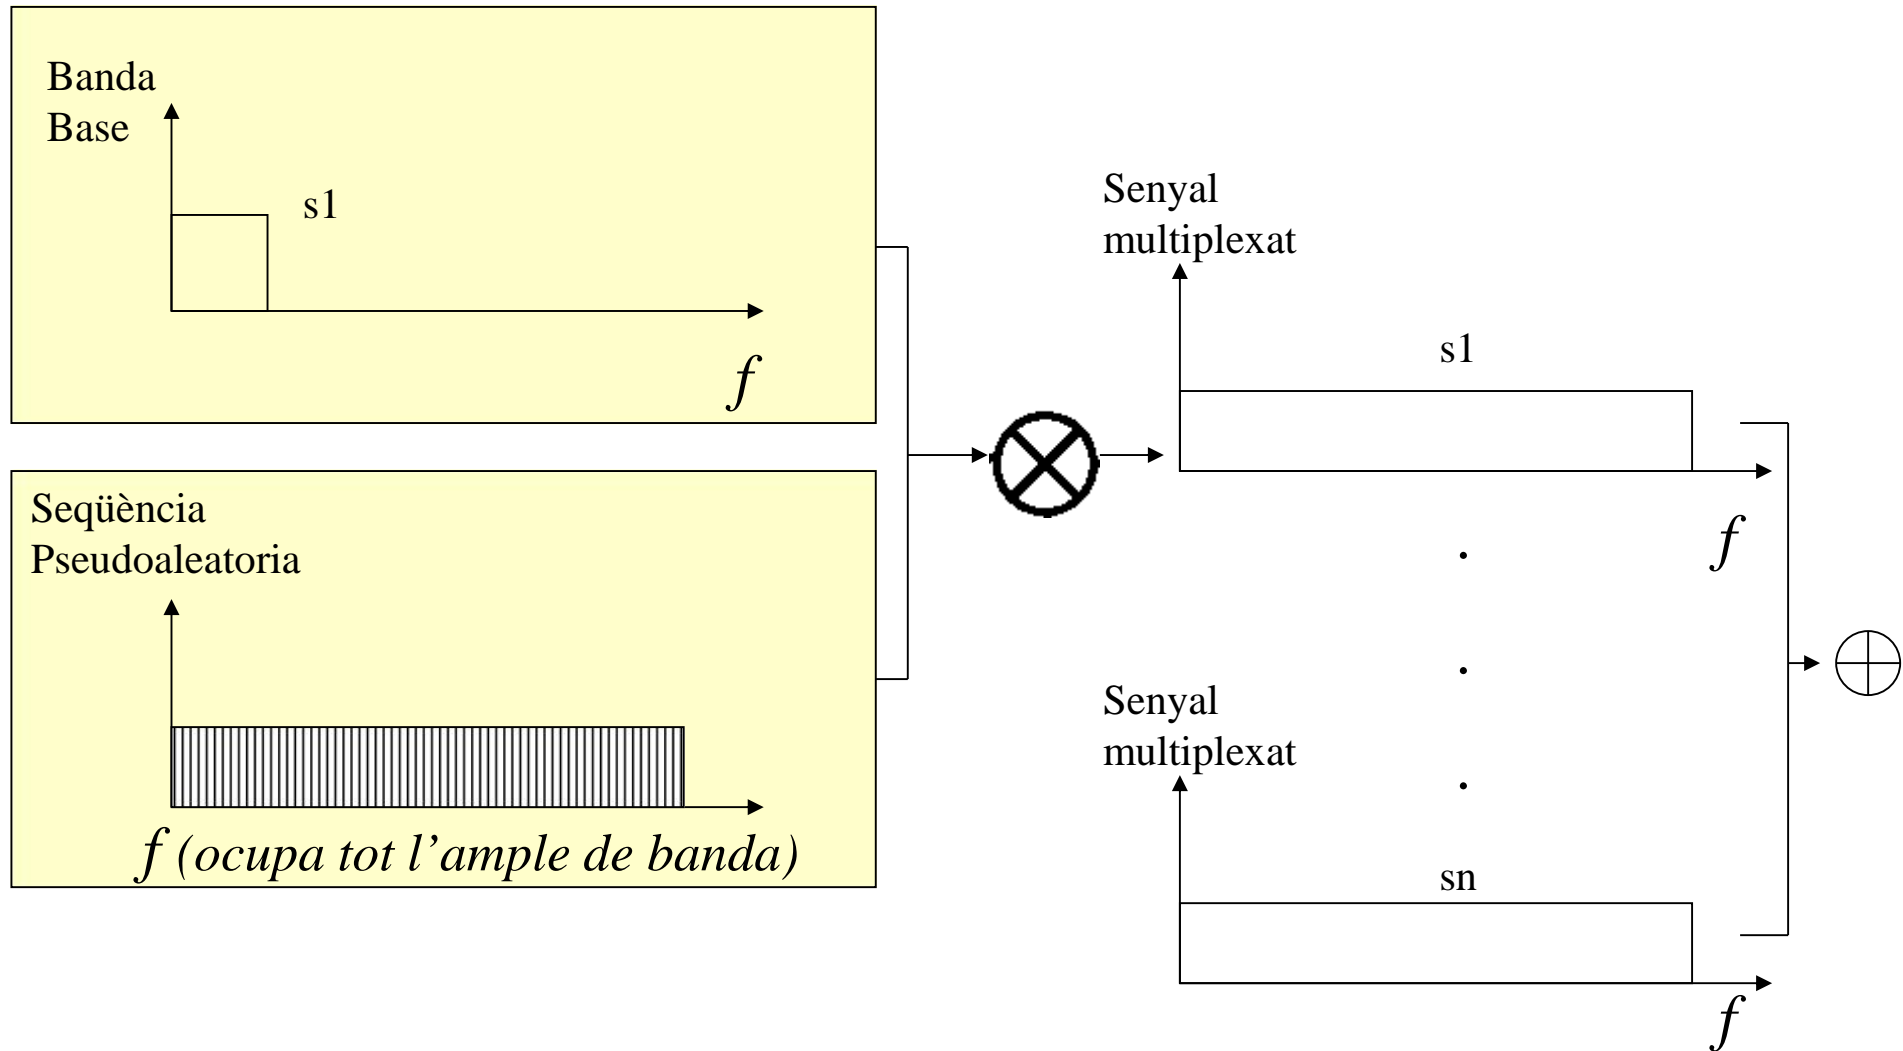 Banda
Base
s1
f
Seqüència
Pseudoaleatoria
f (ocupa tot l’ample de banda)
Senyal
multiplexat
s1
f
.
.
.
Senyal
multiplexat
sn
f